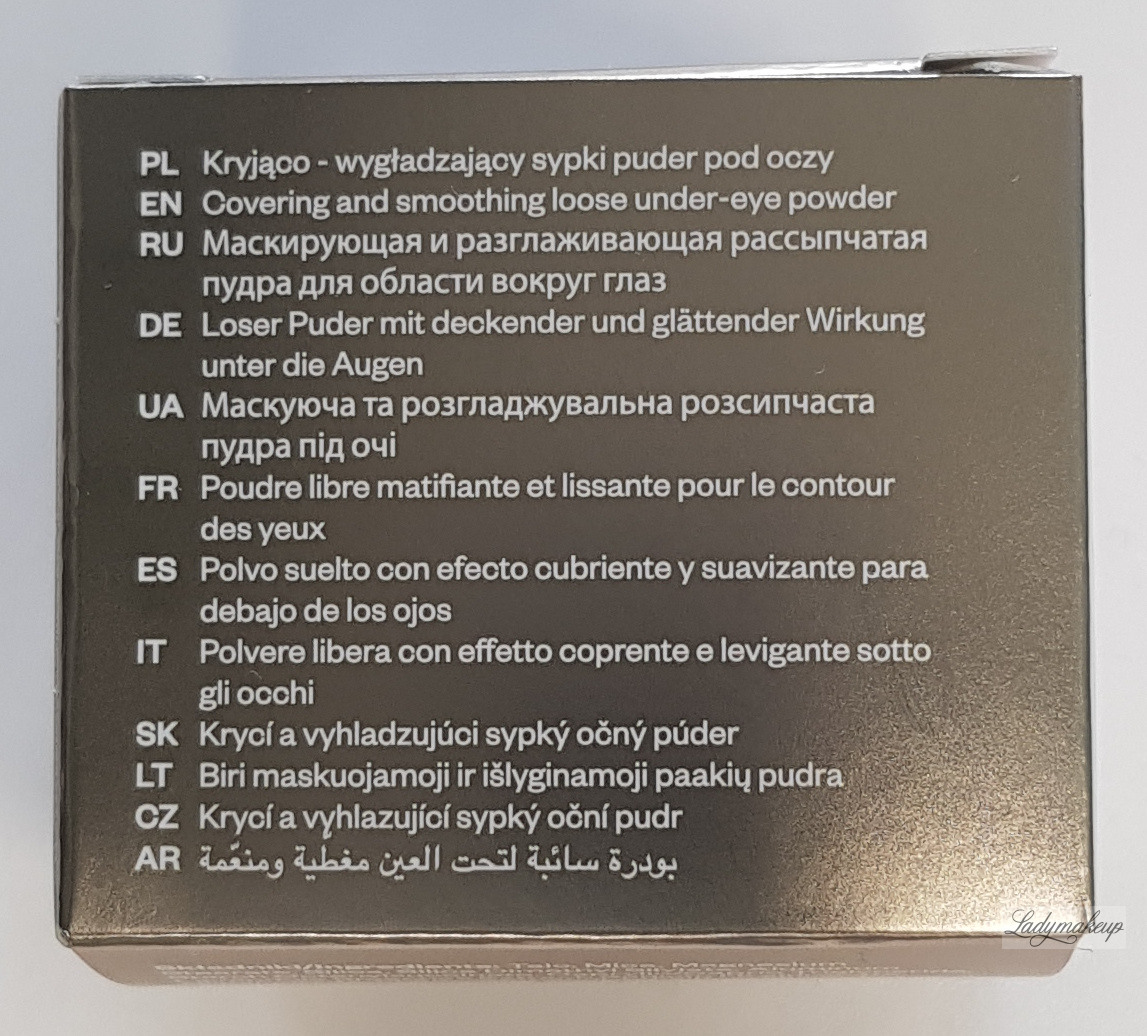 PL Kryjąco - wygładzający sypki puder pod oczy
EN Covering and smoothing loose under-eye powder
RU Маскирующая и разглаживающая рассыпчатая
пудра для области вокруг глаз
DE Loser Puder mit deckender und glättender Wirkung
unter die Augen
UA Маскуюча та розгладжувальна розсипчаста
пудра під очі
FR Poudre libre matifiante et lissante pour le contour
des yeux
ES Polvo suelto con efecto cubriente y suavizante para
debajo de los ojos
IT Polvere libera con effetto coprente e levigante sotto
gli occhi
SK Krycí a vyhladzujúci sypký očný púder
LT Biri maskuojamoji ir išlyginamoji paakių pudra
CZ Krycí a vyhlazující sypký oční pudr
AR بودرة سائبة لتحت العين مغطية ومنعّمة
Ladymakeup